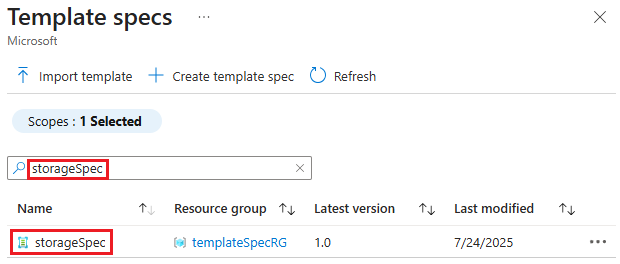 Template specs ...
Microsoft
Import template Create template spec Refresh
Scopes : 1 Selected
storageSpec
Name Resource group Latest version Last modified
storageSpec templateSpecRG 1.0 7/24/2025 ...